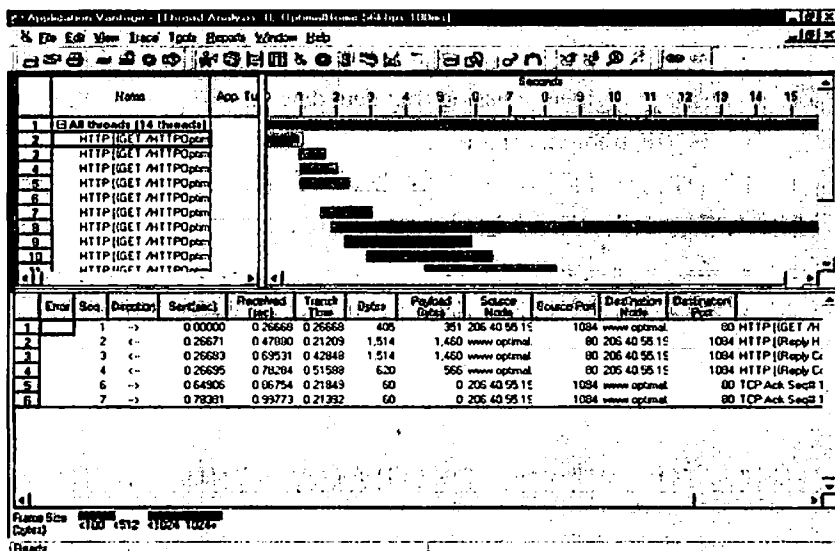 Application Vantage - [Thread Analysis
File Edit View Trace Tools Reports Window Help
Name App. Tu
Seconds
1 2 3 4 5 6 7 8 9 10 11 12 13 14 15
1 All threads [14 threads]
2 HTTP [(GET /HTTPOptim
3 HTTP [(GET /HTTPOptim
4 HTTP [(GET /HTTPOptim
5 HTTP [(GET /HTTPOptim
6 HTTP [(GET /HTTPOptim
7 HTTP [(GET /HTTPOptim
8 HTTP [(GET /HTTPOptim
9 HTTP [(GET /HTTPOptim
10 HTTP [(GET /HTTPOptim
HTTP [(GET /HTTPOptim
Error Seq. Direction Sent(sec) Received (sec) Transit Time Bytes Payload Bytes Source Node Source Port Destination Node Destination Port
1 1 --> 0.00000 0.26668 0.26668 405 351 206.40.55.19 1084 www.optimal. 80 HTTP [(GET /H
2 2 <-- 0.26671 0.47880 0.21209 1,514 1,460 www.optimal. 80 206.40.55.19 1084 HTTP [(Reply H
3 3 <-- 0.26683 0.69531 0.42848 1,514 1,460 www.optimal. 80 206.40.55.19 1084 HTTP [(Reply Co
4 4 <-- 0.26695 0.78284 0.51588 620 566 www.optimal. 80 206.40.55.19 1084 HTTP [(Reply Co
5 6 --> 0.64906 0.86754 0.21849 60 0 206.40.55.19 1084 www.optimal. 80 TCP Ack Seq# 1
6 7 --> 0.78381 0.99773 0.21392 60 0 206.40.55.19 1084 www.optimal. 80 TCP Ack Seq# 1
Frame Size (bytes) <100 <512 <1024 1024+
Ready